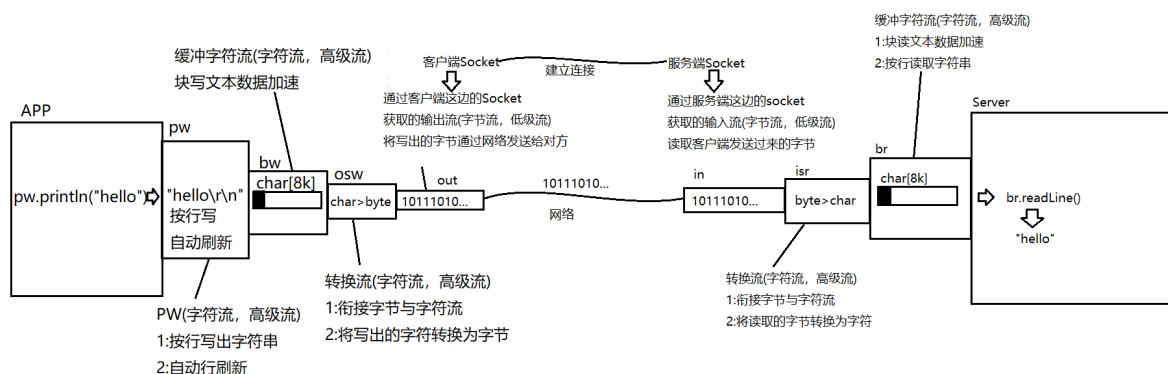 缓冲字符流(字符流，高级流)
块写文本数据加速
客户端Socket
建立连接
服务端Socket
缓冲字符流(字符流，高级流)
1:块读文本数据加速
2:按行读取字符串
通过客户端这边的Socket
获取的输出流(字节流，低级流)
将写出的字节通过网络发送给对方
通过服务端这边的socket
获取的输入流(字节流，低级流)
读取客户端发送过来的字节
APP
pw
bw
osw
out
in
isr
br
Server
pw.println("hello")
"hello\r\n"
按行写
自动刷新
char[8k]
char>byte
10111010...
10111010...
网络
10111010...
byte>char
char[8k]
br.readLine()
"hello"
PW(字符流，高级流)
1:按行写出字符串
2:自动行刷新
转换流(字符流，高级流)
1:衔接字节与字符流
2:将写出的字符转换为字节
转换流(字符流，高级流)
1:衔接字节与字符流
2:将读取的字节转换为字符